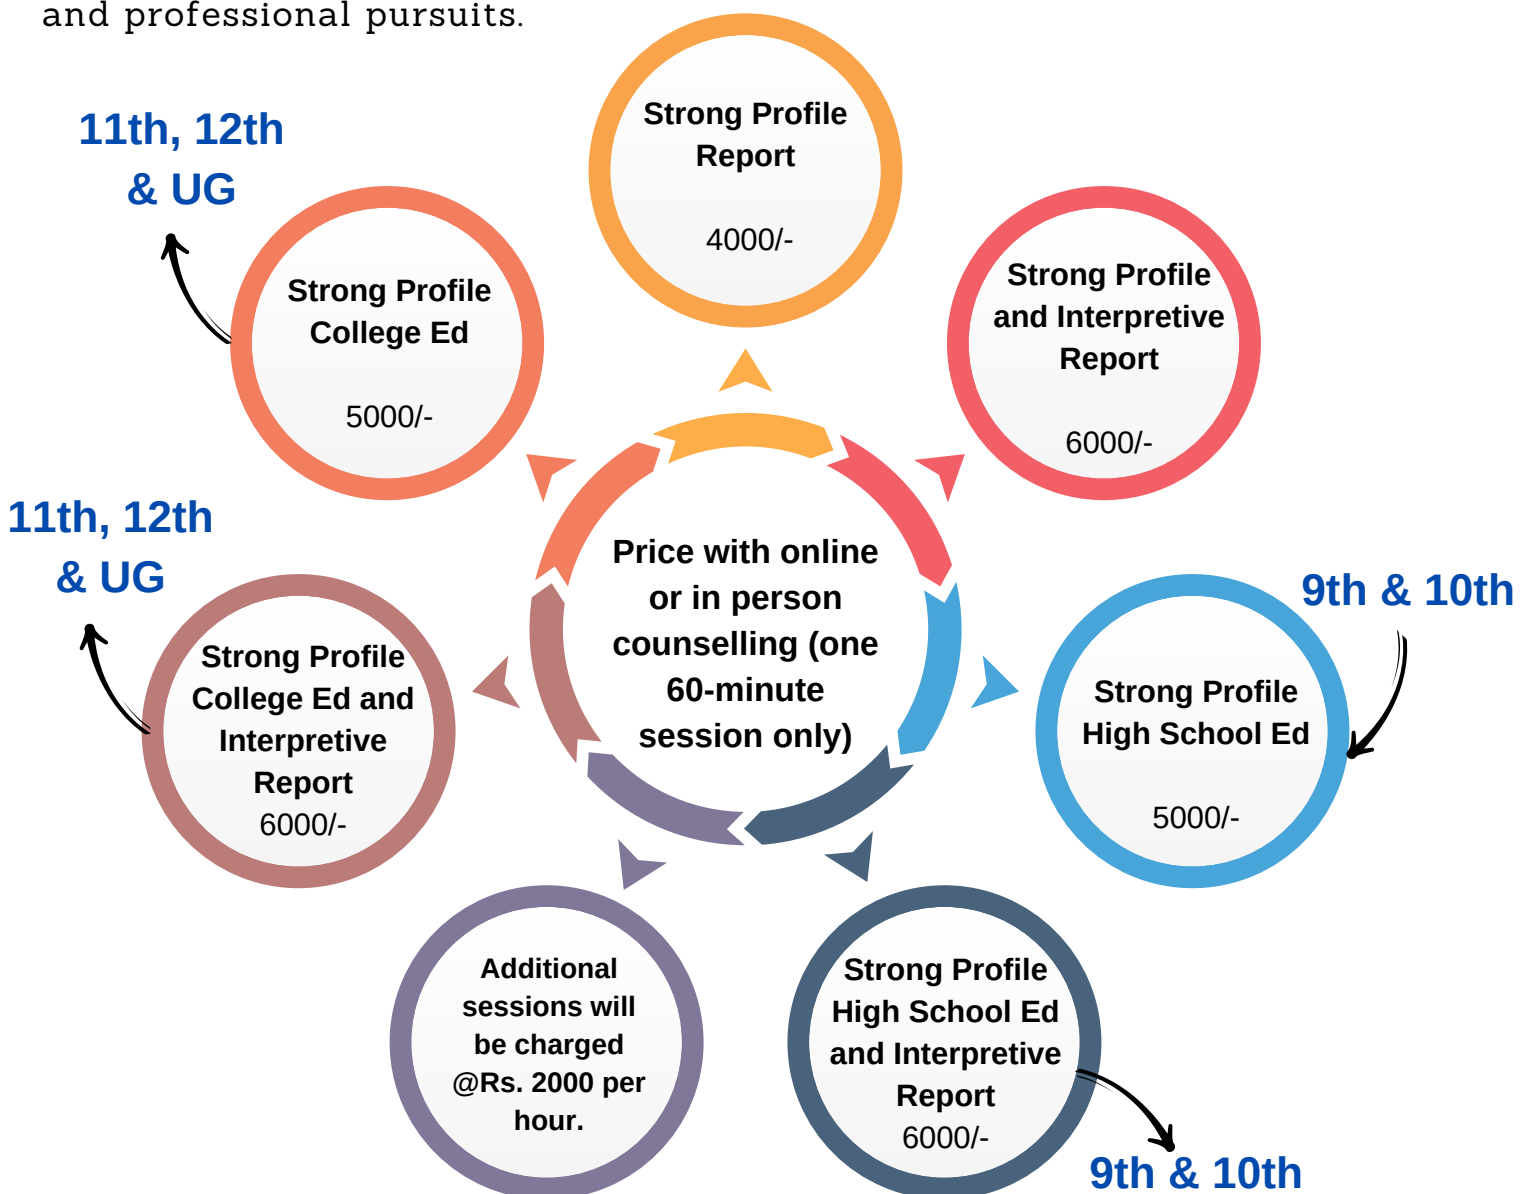 and professional pursuits.
11th, 12th
& UG
Strong Profile
Report
4000/-
Strong Profile
College Ed
5000/-
Strong Profile
and Interpretive
Report
6000/-
11th, 12th
& UG
Price with online
or in person
counselling (one
60-minute
session only)
9th & 10th
Strong Profile
College Ed and
Interpretive
Report
6000/-
Strong Profile
High School Ed
5000/-
Additional
sessions will
be charged
@Rs. 2000 per
hour.
Strong Profile
High School Ed
and Interpretive
Report
6000/-
9th & 10th